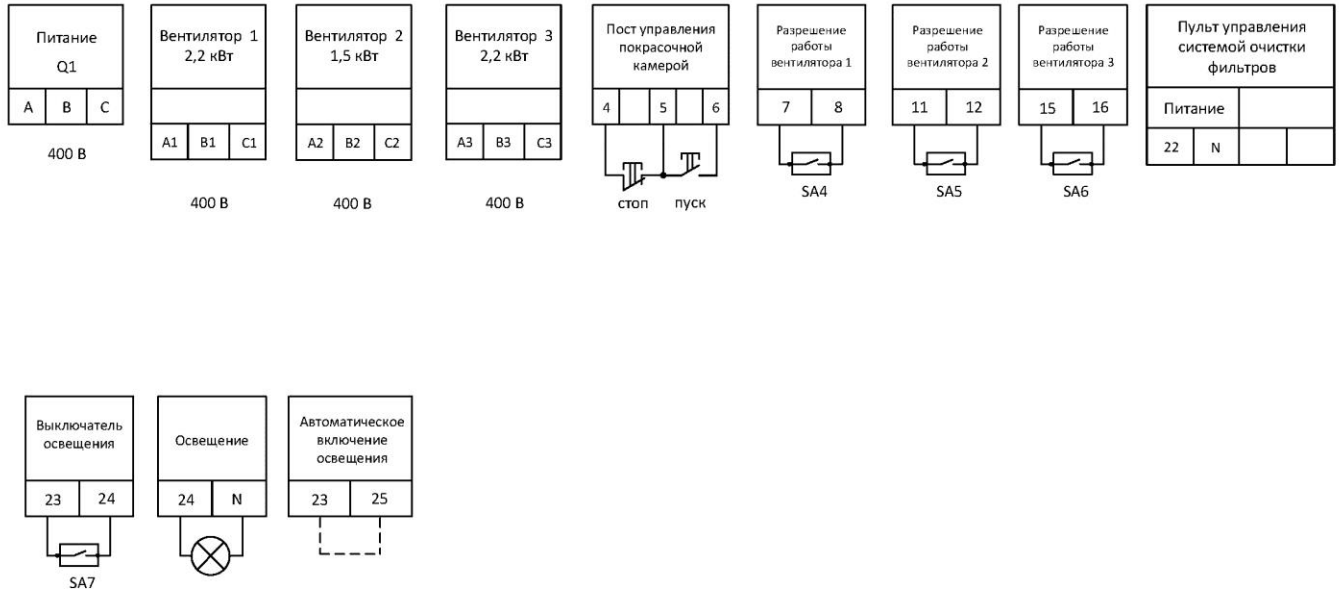 Питание
Q1
A B C
400 В
Вентилятор 1
2,2 кВт
A1 B1 C1
400 В
Вентилятор 2
1,5 кВт
A2 B2 C2
400 В
Вентилятор 3
2,2 кВт
A3 B3 C3
400 В
Пост управления
покрасочной
камерой
4 5 6
стоп пуск
Разрешение
работы
вентилятора 1
7 8
SA4
Разрешение
работы
вентилятора 2
11 12
SA5
Разрешение
работы
вентилятора 3
15 16
SA6
Пульт управления
системой очистки
фильтров
Питание
22 N
Выключатель
освещения
23 24
SA7
Освещение
24 N
Автоматическое
включение
освещения
23 25